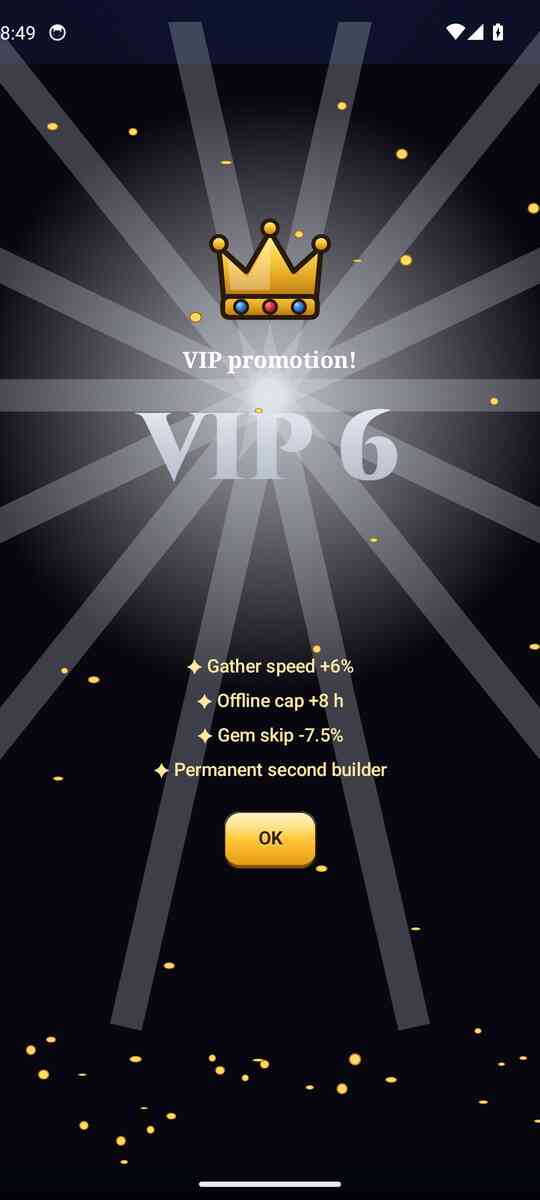 8:49
VIP promotion!
VIP 6
✦ Gather speed +6%
✦ Offline cap +8 h
✦ Gem skip -7.5%
✦ Permanent second builder
OK